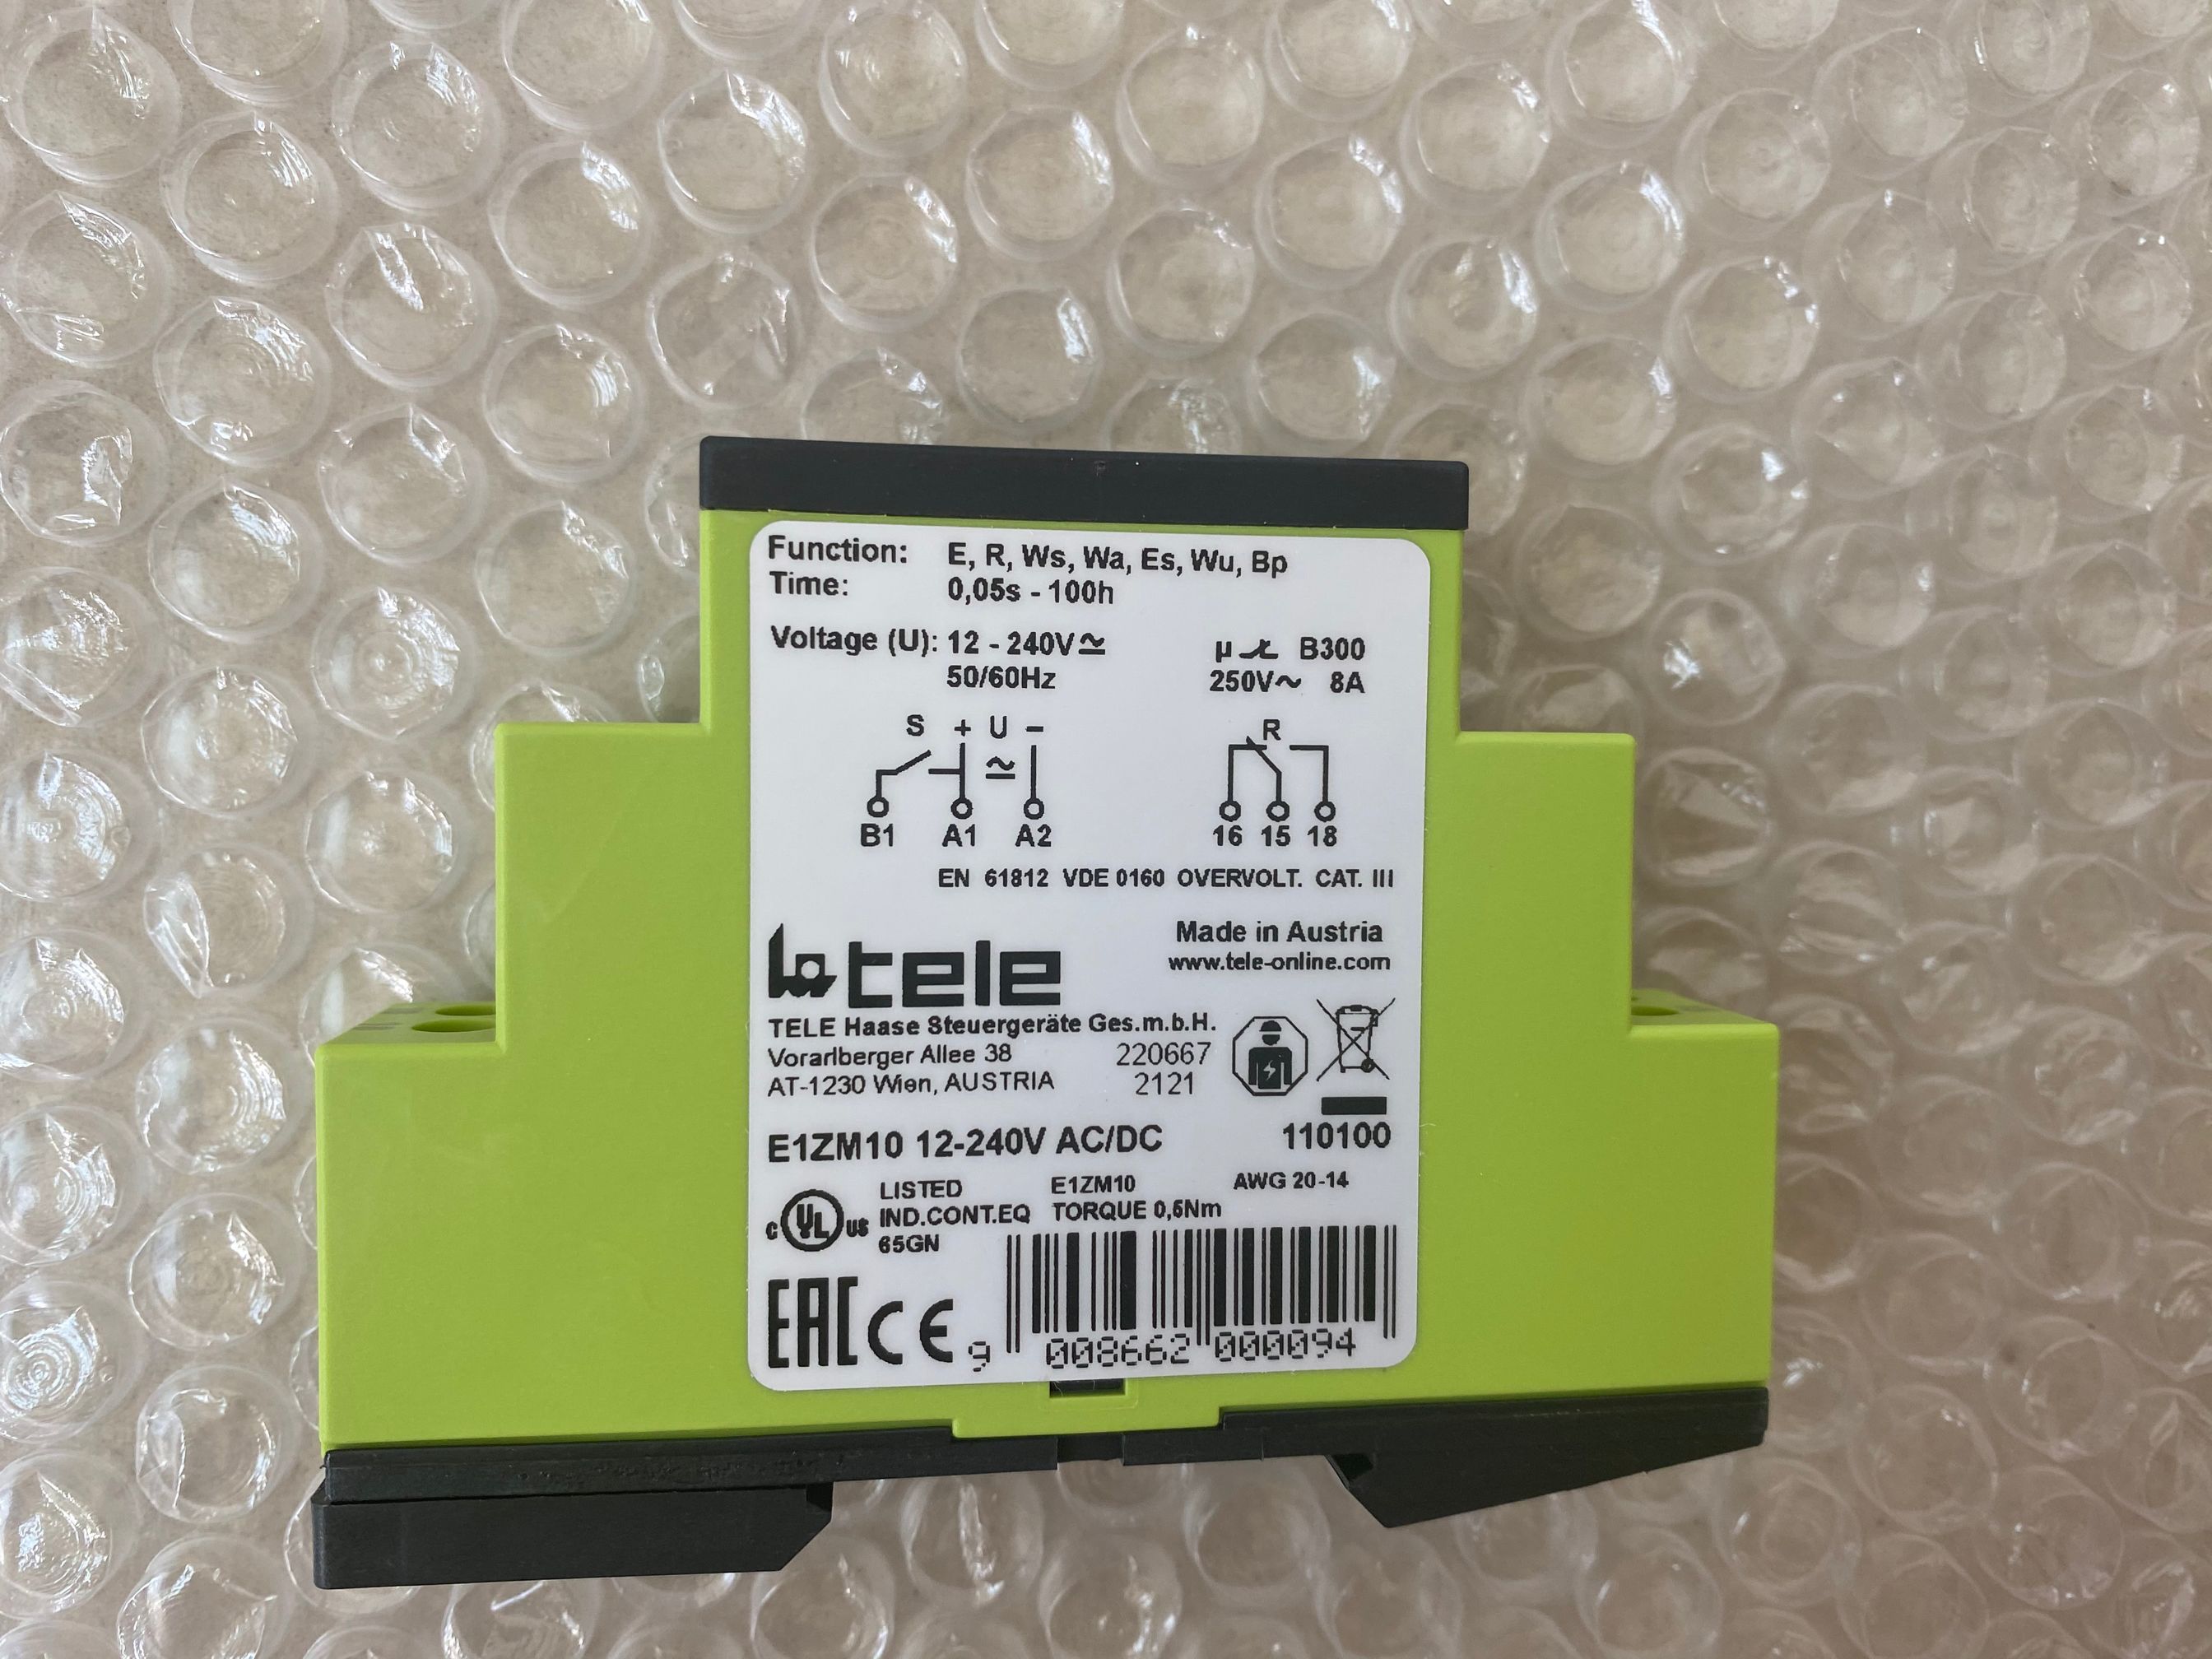 Function: E, R, Ws, Wa, Es, Wu, Bp
Time: 0,05s - 100h
Voltage (U): 12 - 240V≃
50/60Hz
µ B300
250V~ 8A
S + U -
≃
B1 A1 A2
R
16 15 18
EN 61812 VDE 0160 OVERVOLT. CAT. III
Made in Austria
www.tele-online.com
tele
TELE Haase Steuergeräte Ges.m.b.H.
Vorarlberger Allee 38 220667
AT-1230 Wien, AUSTRIA 2121
E1ZM10 12-240V AC/DC 110100
c UL us
LISTED E1ZM10 AWG 20-14
IND.CONT.EQ TORQUE 0,5Nm
65GN
EAC CE
9 008662 000094